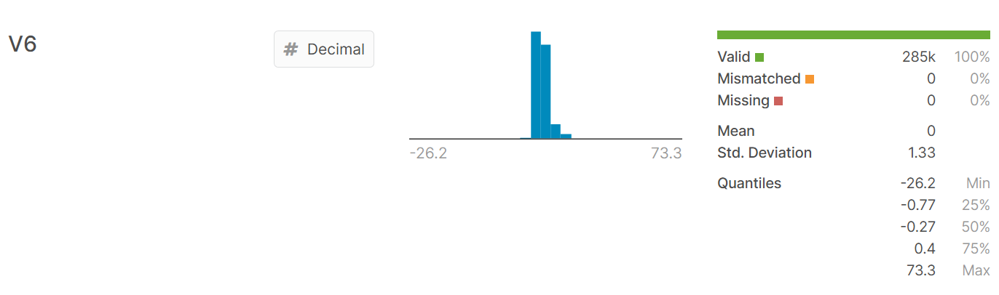 V6
# Decimal
-26.2 73.3
Valid 285k 100%
Mismatched 0 0%
Missing 0 0%
Mean 0
Std. Deviation 1.33
Quantiles -26.2 Min
-0.77 25%
-0.27 50%
0.4 75%
73.3 Max